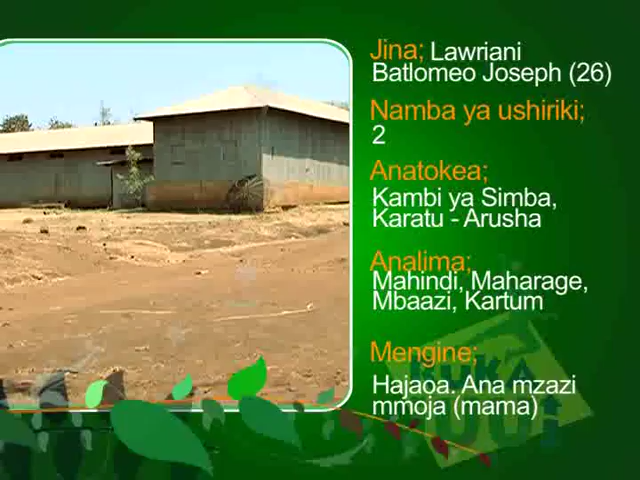 Jina; Lawriani
Batlomeo Joseph (26)
Namba ya ushiriki;
2
Anatokea;
Kambi ya Simba,
Karatu - Arusha
Analima;
Mahindi, Maharage,
Mbaazi, Kartum
Mengine;
Hajaoa. Ana mzazi
mmoja (mama)